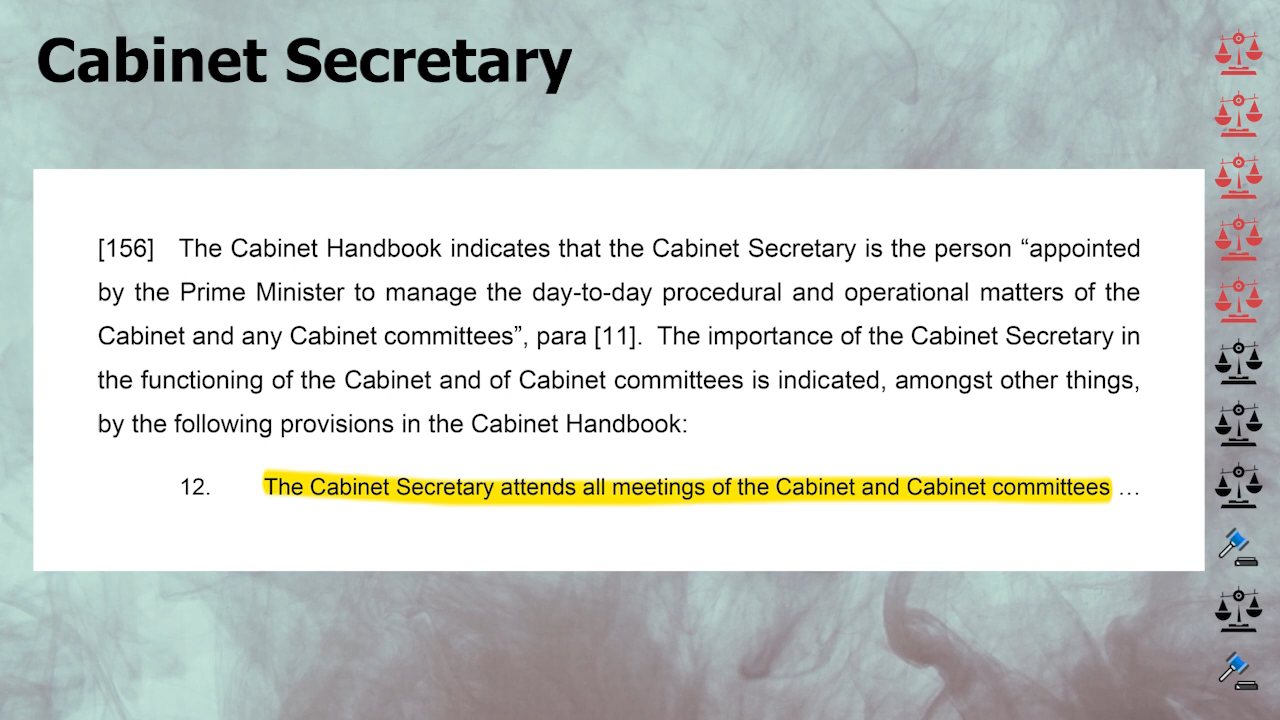 Cabinet Secretary
[156] The Cabinet Handbook indicates that the Cabinet Secretary is the person “appointed
by the Prime Minister to manage the day-to-day procedural and operational matters of the
Cabinet and any Cabinet committees”, para [11]. The importance of the Cabinet Secretary in
the functioning of the Cabinet and of Cabinet committees is indicated, amongst other things,
by the following provisions in the Cabinet Handbook:
12. The Cabinet Secretary attends all meetings of the Cabinet and Cabinet committees …